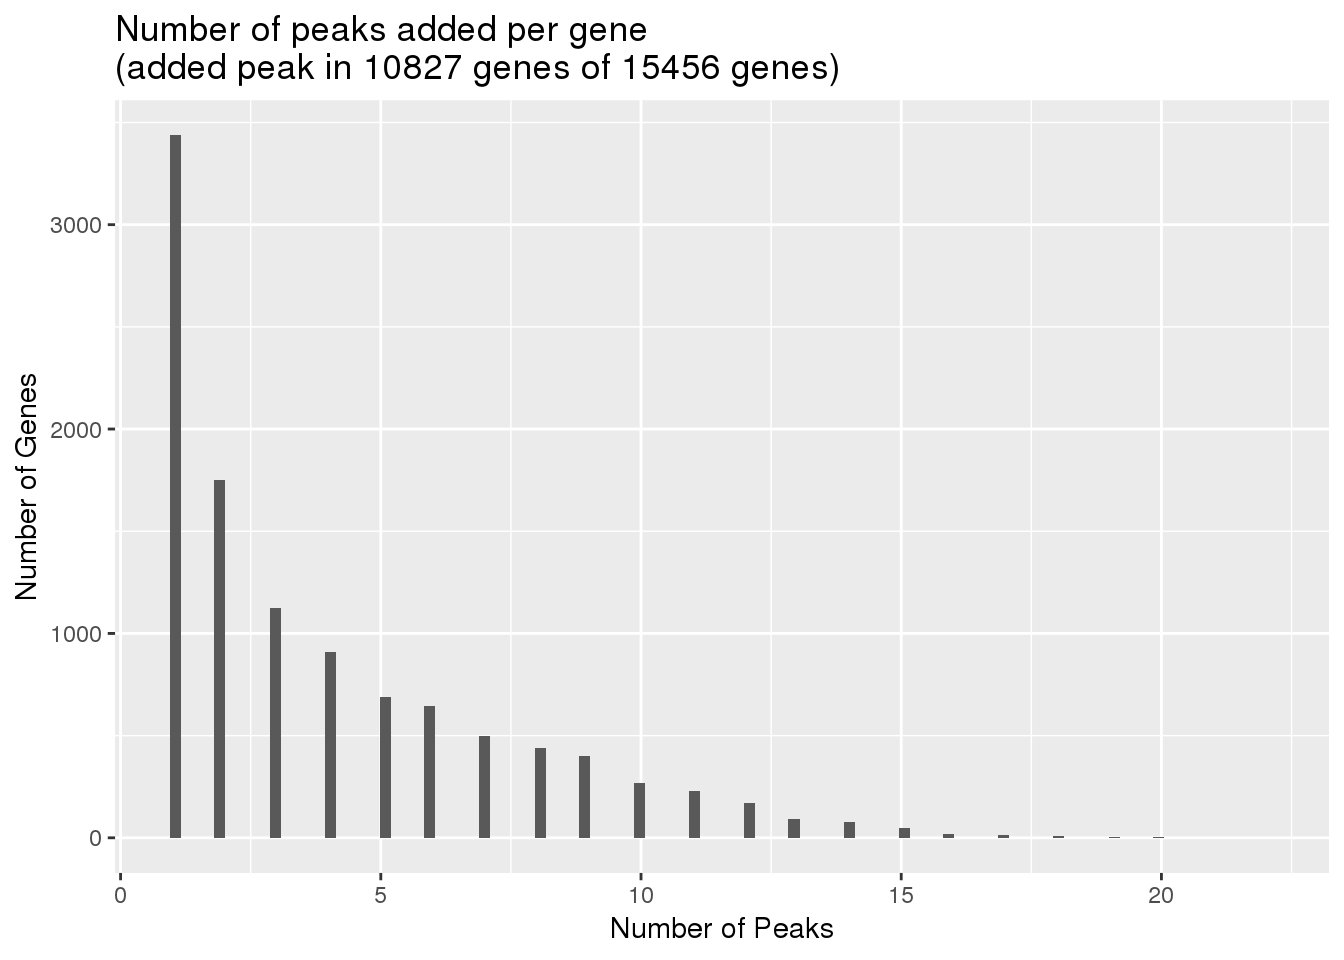 Number of peaks added per gene
(added peak in 10827 genes of 15456 genes)
Number of Genes
3000
2000
1000
0
0 5 10 15 20
Number of Peaks